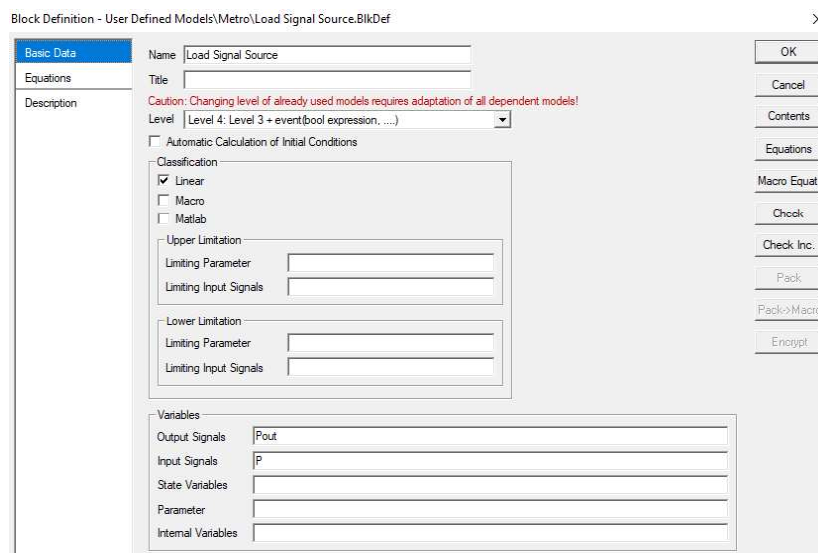 Block Definition - User Defined Models\Metro\Load Signal Source.BlkDef
Basic Data
Equations
Description
Name Load Signal Source
Title
Caution: Changing level of already used models requires adaptation of all dependent models!
Level Level 4: Level 3 + event(bool expression, ....)
Automatic Calculation of Initial Conditions
Classification
Linear
Macro
Matlab
Upper Limitation
Limiting Parameter
Limiting Input Signals
Lower Limitation
Limiting Parameter
Limiting Input Signals
Variables
Output Signals Pout
Input Signals P
State Variables
Parameter
Internal Variables
OK
Cancel
Contents
Equations
Macro Equat
Check
Check Inc.
Pack
Pack->Macro
Encrypt